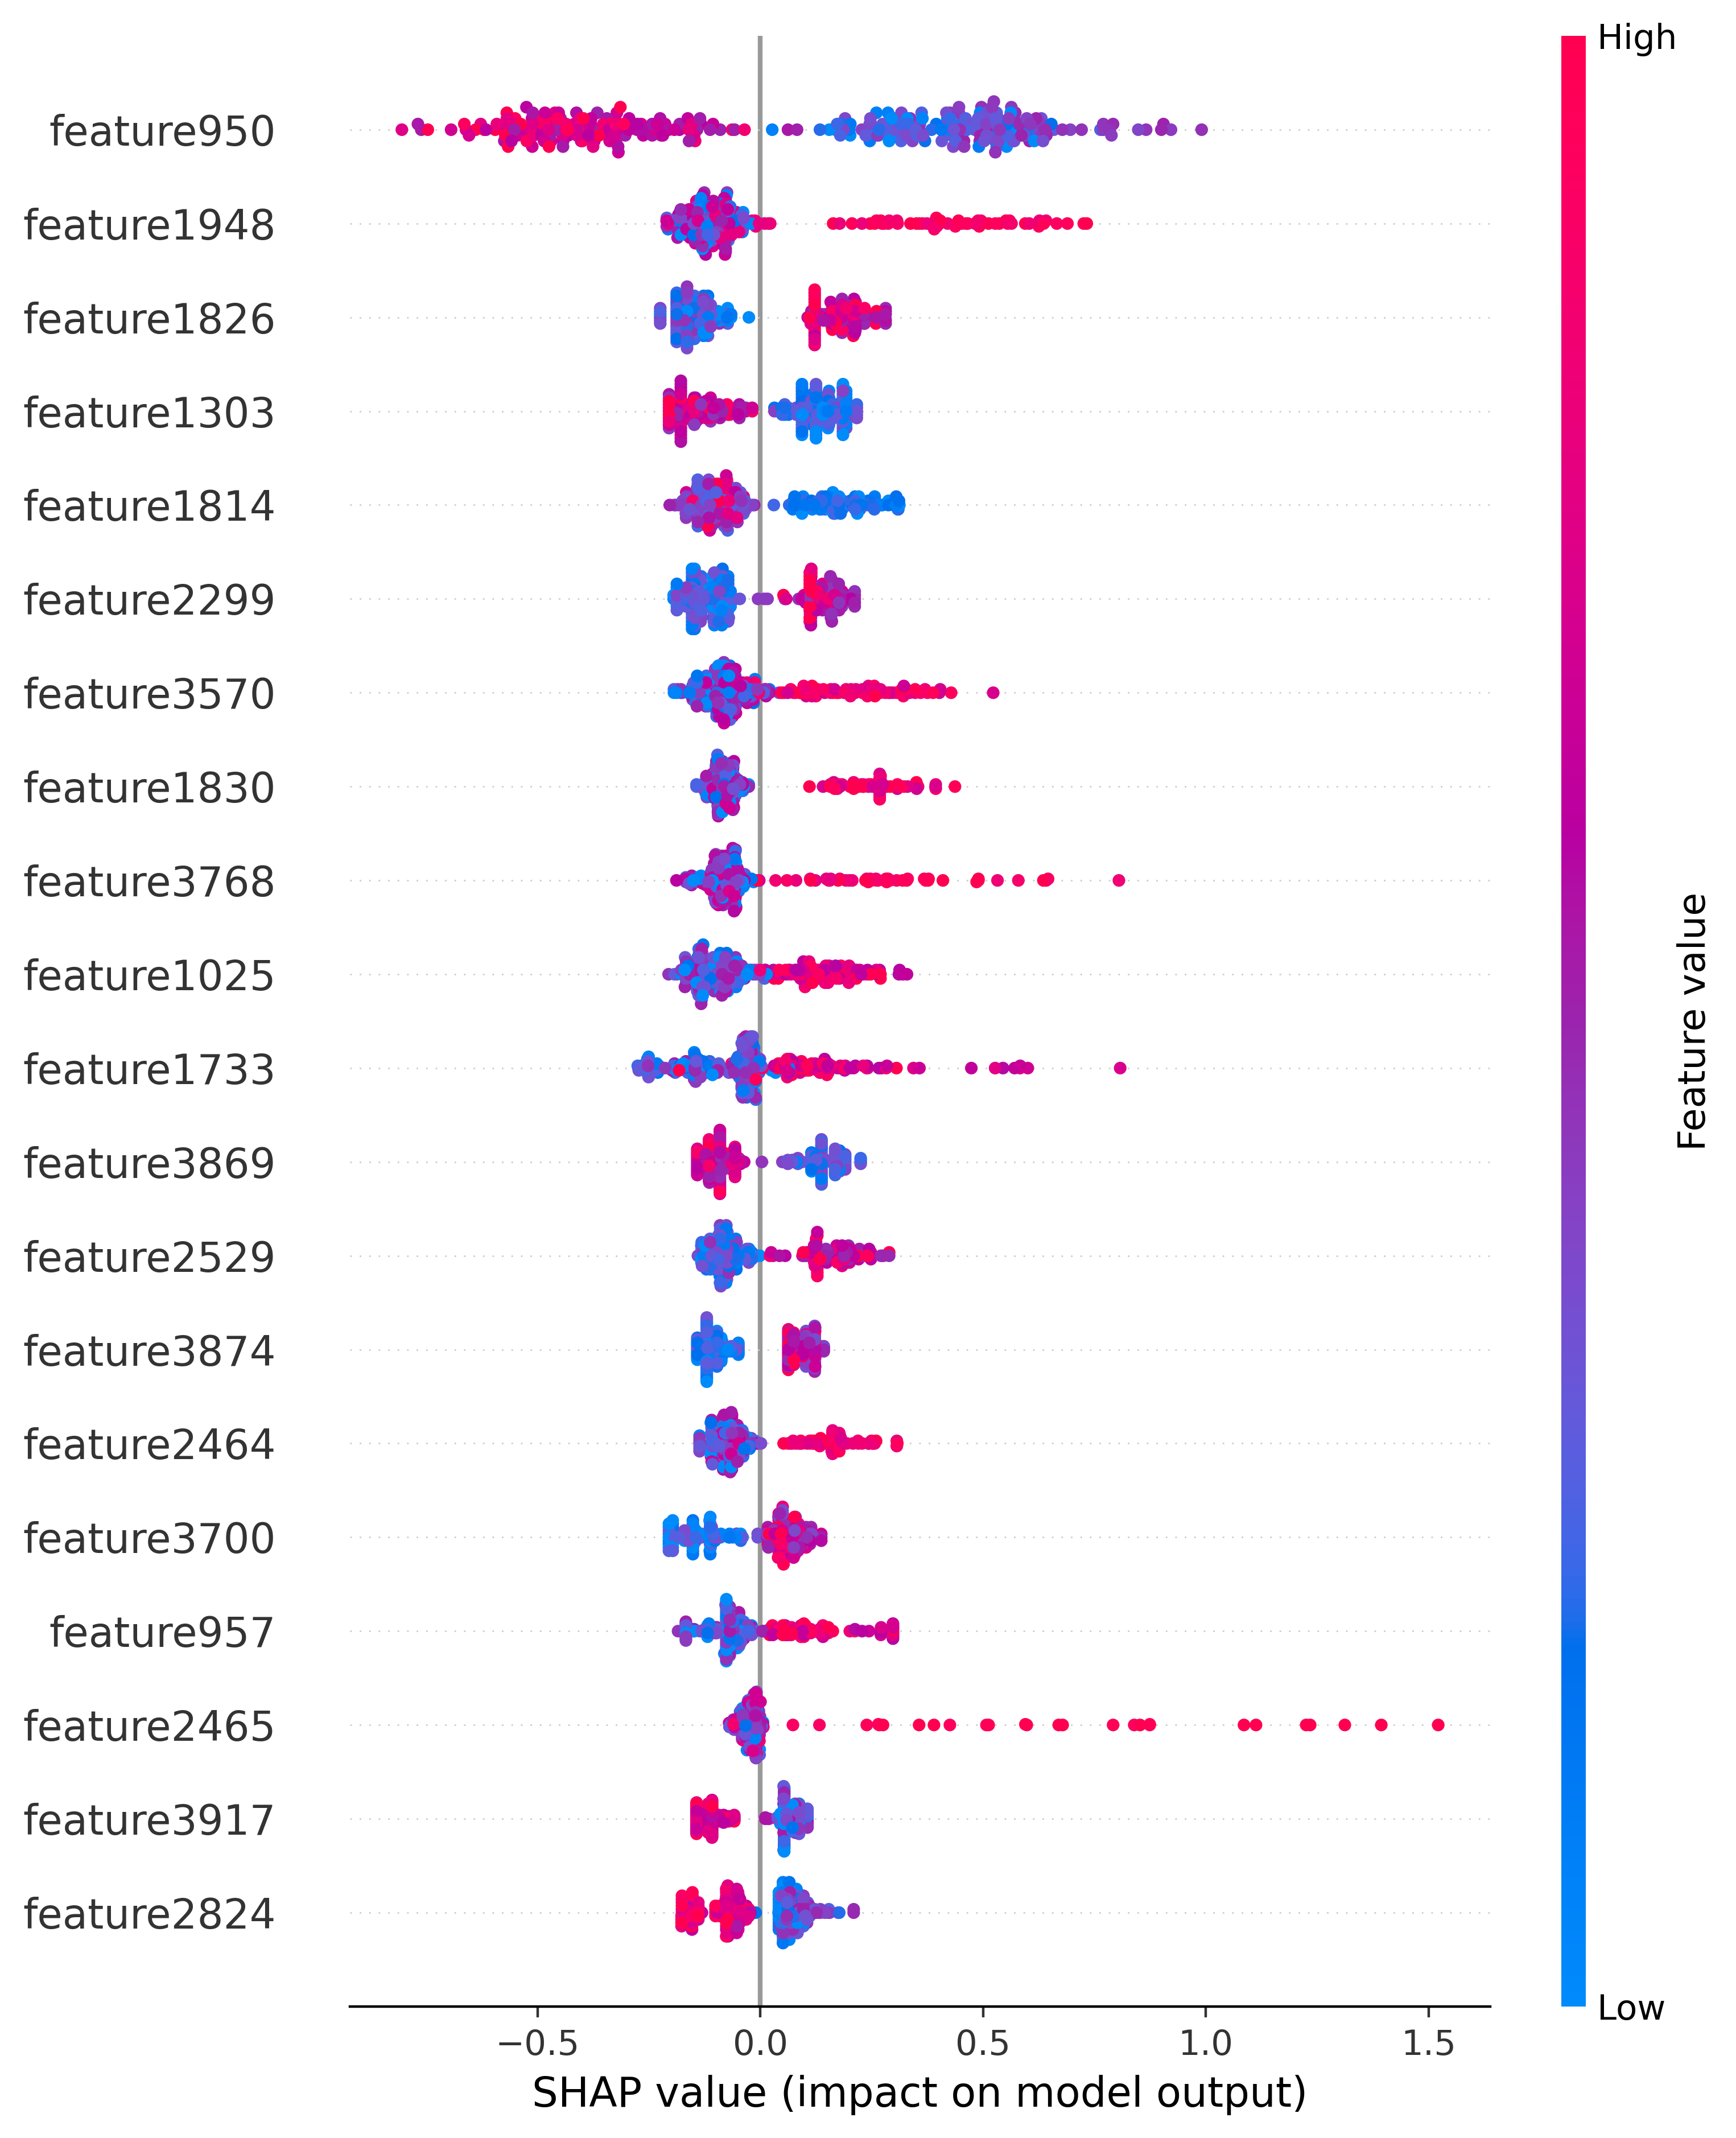 High
feature950
feature1948
feature1826
feature1303
feature1814
feature2299
feature3570
feature1830
feature3768
feature1025
feature1733
feature3869
feature2529
feature3874
feature2464
feature3700
feature957
feature2465
feature3917
feature2824
Feature value
Low
−0.5 0.0 0.5 1.0 1.5
SHAP value (impact on model output)